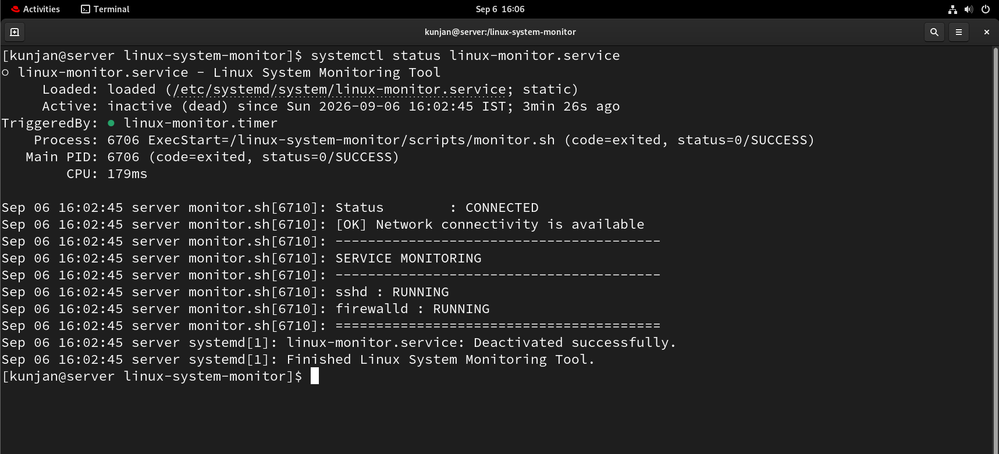 Activities Terminal Sep 6 16:06
kunjan@server:/linux-system-monitor
[kunjan@server linux-system-monitor]$ systemctl status linux-monitor.service
○ linux-monitor.service - Linux System Monitoring Tool
     Loaded: loaded (/etc/systemd/system/linux-monitor.service; static)
     Active: inactive (dead) since Sun 2026-09-06 16:02:45 IST; 3min 26s ago
TriggeredBy: ● linux-monitor.timer
    Process: 6706 ExecStart=/linux-system-monitor/scripts/monitor.sh (code=exited, status=0/SUCCESS)
   Main PID: 6706 (code=exited, status=0/SUCCESS)
        CPU: 179ms

Sep 06 16:02:45 server monitor.sh[6710]: Status        : CONNECTED
Sep 06 16:02:45 server monitor.sh[6710]: [OK] Network connectivity is available
Sep 06 16:02:45 server monitor.sh[6710]: ----------------------------------------
Sep 06 16:02:45 server monitor.sh[6710]: SERVICE MONITORING
Sep 06 16:02:45 server monitor.sh[6710]: ----------------------------------------
Sep 06 16:02:45 server monitor.sh[6710]: sshd : RUNNING
Sep 06 16:02:45 server monitor.sh[6710]: firewalld : RUNNING
Sep 06 16:02:45 server monitor.sh[6710]: ========================================
Sep 06 16:02:45 server systemd[1]: linux-monitor.service: Deactivated successfully.
Sep 06 16:02:45 server systemd[1]: Finished Linux System Monitoring Tool.
[kunjan@server linux-system-monitor]$